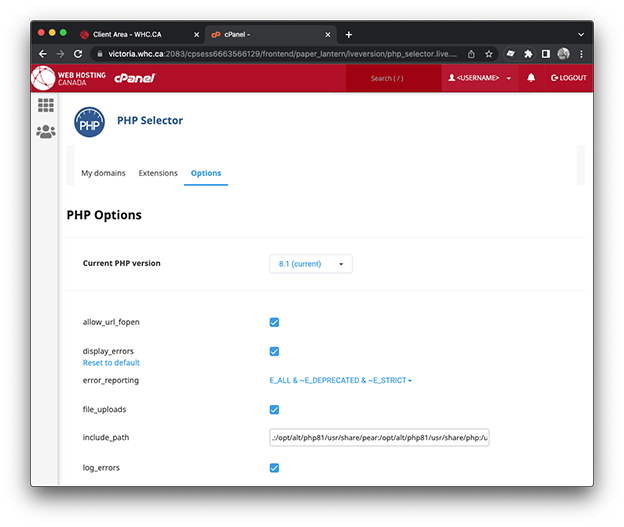 Client Area - WHC.CA
cPanel -
victoria.whc.ca:2083/cpsess6663566129/frontend/paper_lantern/lveversion/php_selector.live....
WEB HOSTING
CANADA
cPanel
Search ( / )
<USERNAME>
LOGOUT
PHP
PHP Selector
My domains
Extensions
Options
PHP Options
Current PHP version
8.1 (current)
allow_url_fopen
display_errors
Reset to default
error_reporting
E_ALL & ~E_DEPRECATED & ~E_STRICT
file_uploads
include_path
.:/opt/alt/php81/usr/share/pear:/opt/alt/php81/usr/share/php:/u
log_errors